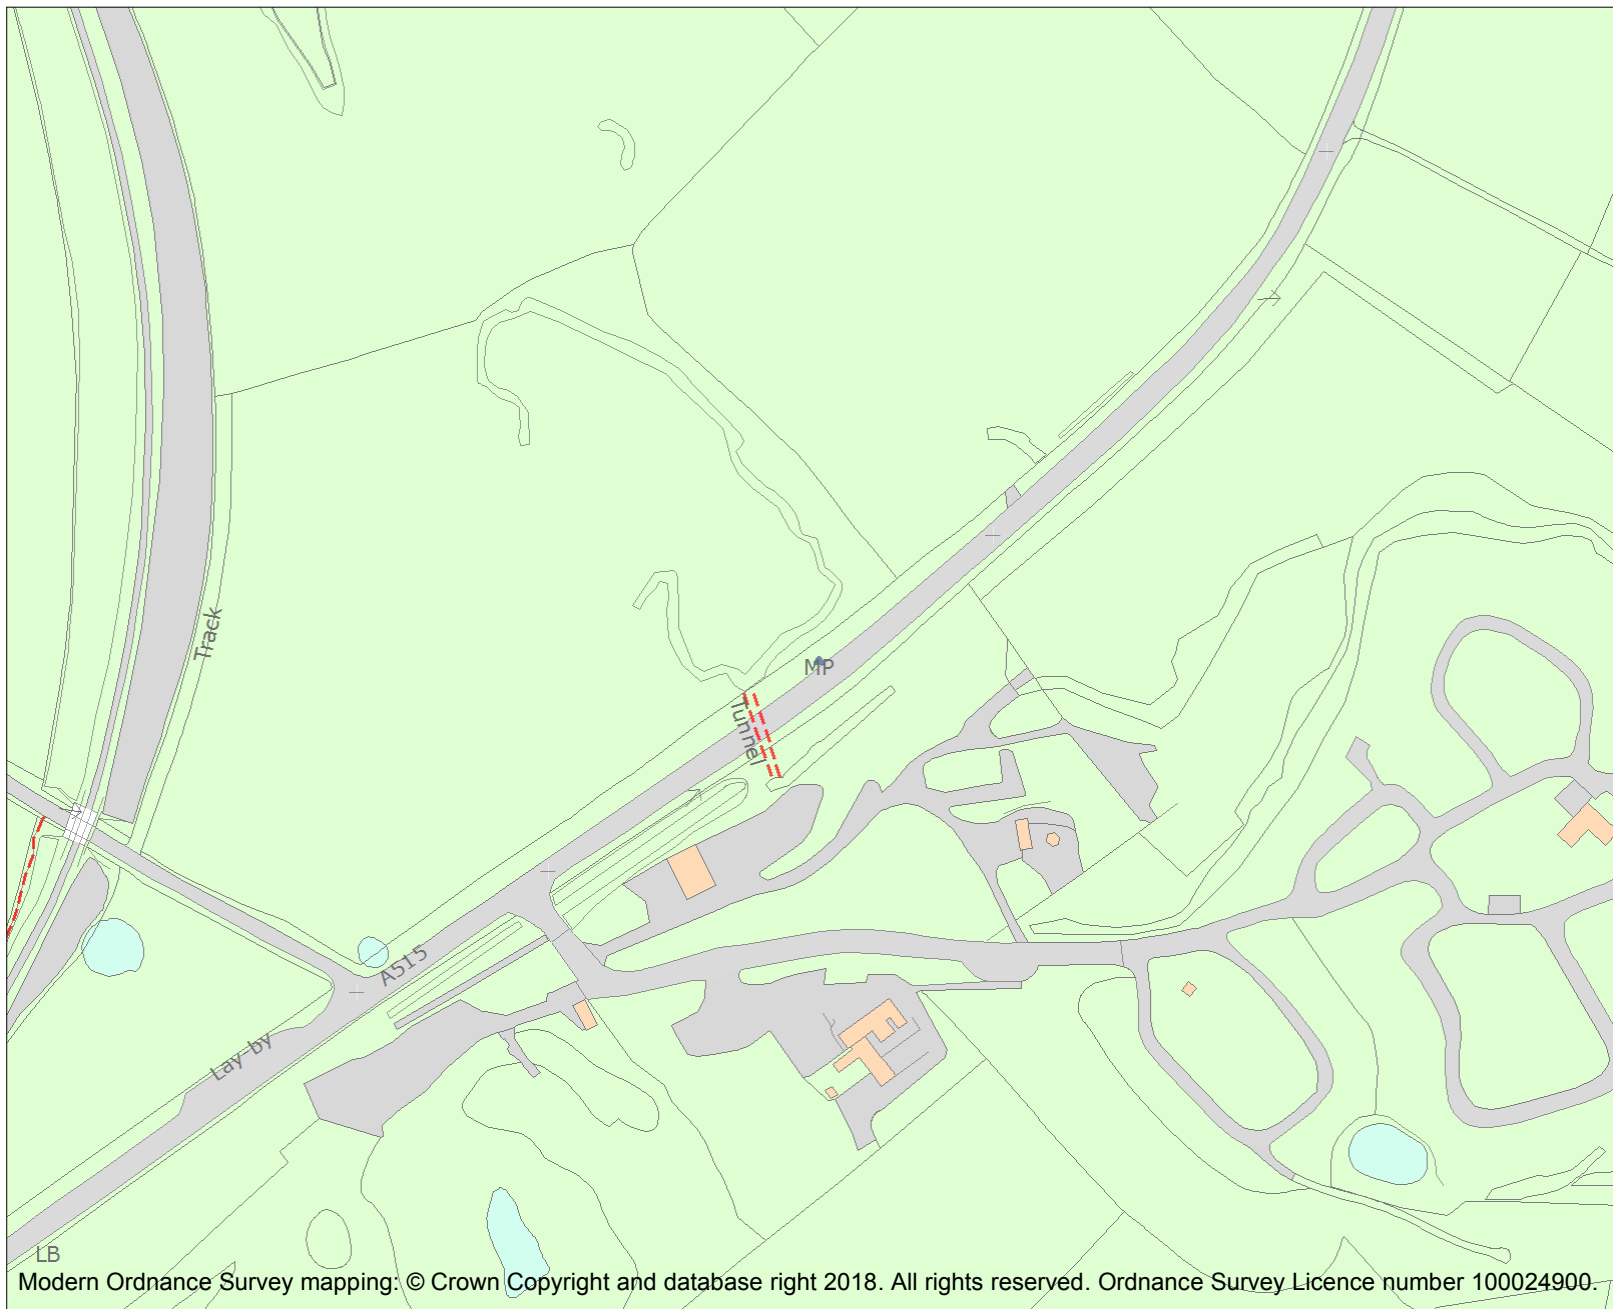 Track
MP
Tunnel
A515
Lay-by
LB
Modern Ordnance Survey mapping: © Crown Copyright and database right 2018. All rights reserved. Ordnance Survey Licence number 100024900.